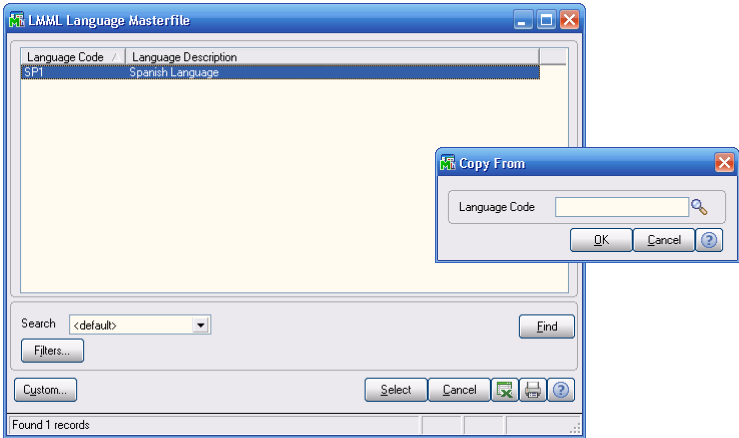 LMML Language Masterfile
Language Code / Language Description
SP1 Spanish Language
Copy From
Language Code
OK Cancel ?
Search <default> Find
Filters...
Custom... Select Cancel ?
Found 1 records